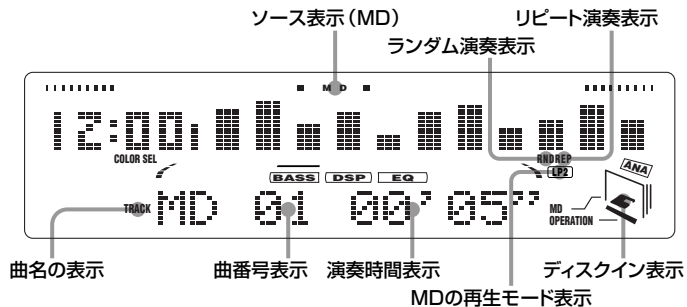 ソース表示（MD）
リピート演奏表示
ランダム演奏表示
MD
12:00
COLOR SEL
RND REP
BASS DSP EQ
LP2
ANA
TRACK MD 01 00' 05''
MD
OPERATION
曲名の表示
曲番号表示
演奏時間表示
ディスクイン表示
MDの再生モード表示